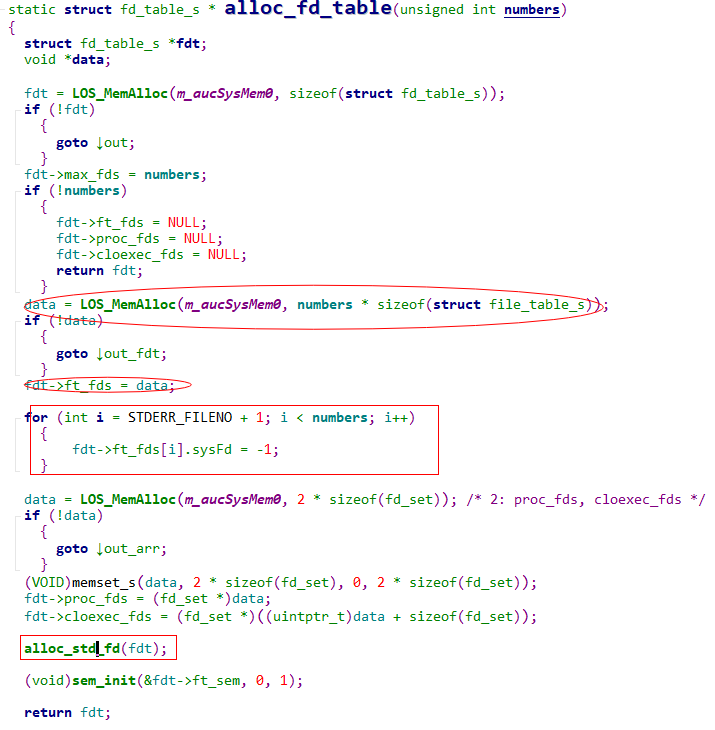 static struct fd_table_s * alloc_fd_table(unsigned int numbers)
{
  struct fd_table_s *fdt;
  void *data;

  fdt = LOS_MemAlloc(m_aucSysMem0, sizeof(struct fd_table_s));
  if (!fdt)
    {
      goto ↓out;
    }
  fdt->max_fds = numbers;
  if (!numbers)
    {
      fdt->ft_fds = NULL;
      fdt->proc_fds = NULL;
      fdt->cloexec_fds = NULL;
      return fdt;
    }
  data = LOS_MemAlloc(m_aucSysMem0, numbers * sizeof(struct file_table_s));
  if (!data)
    {
      goto ↓out_fdt;
    }
  fdt->ft_fds = data;

  for (int i = STDERR_FILENO + 1; i < numbers; i++)
    {
        fdt->ft_fds[i].sysFd = -1;
    }

  data = LOS_MemAlloc(m_aucSysMem0, 2 * sizeof(fd_set)); /* 2: proc_fds, cloexec_fds */
  if (!data)
    {
      goto ↓out_arr;
    }
  (VOID)memset_s(data, 2 * sizeof(fd_set), 0, 2 * sizeof(fd_set));
  fdt->proc_fds = (fd_set *)data;
  fdt->cloexec_fds = (fd_set *)((uintptr_t)data + sizeof(fd_set));

  alloc_std_fd(fdt);

  (void)sem_init(&fdt->ft_sem, 0, 1);

  return fdt;